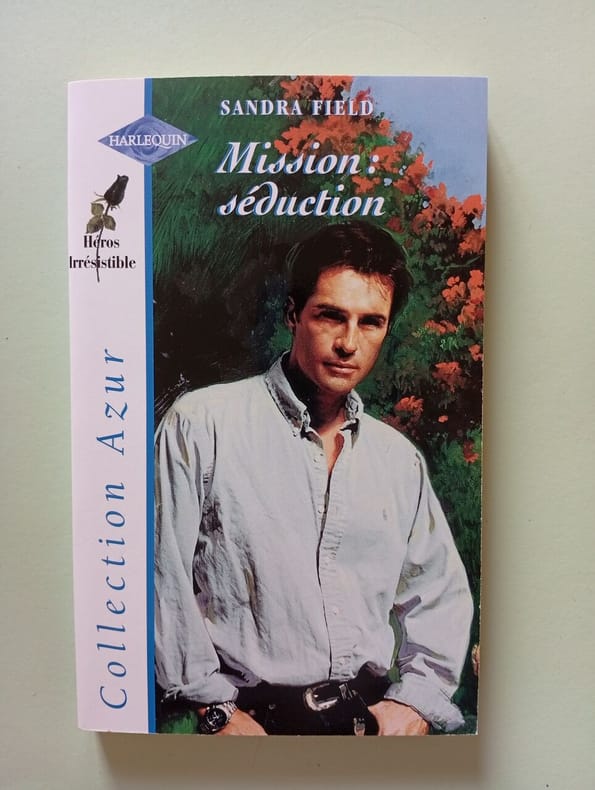 SANDRA FIELD
Mission :
séduction
HARLEQUIN
Héros
Irrésistible
Collection Azur